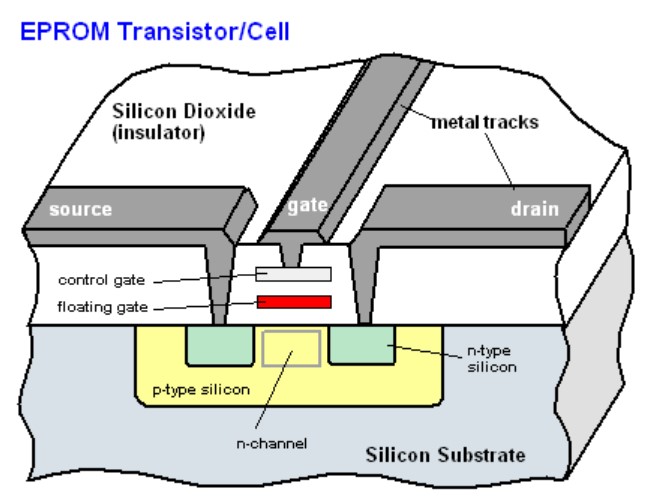 EPROM Transistor/Cell
Silicon Dioxide
(insulator)
metal tracks
source
gate
drain
control gate
floating gate
n-type
silicon
p-type silicon
n-channel
Silicon Substrate